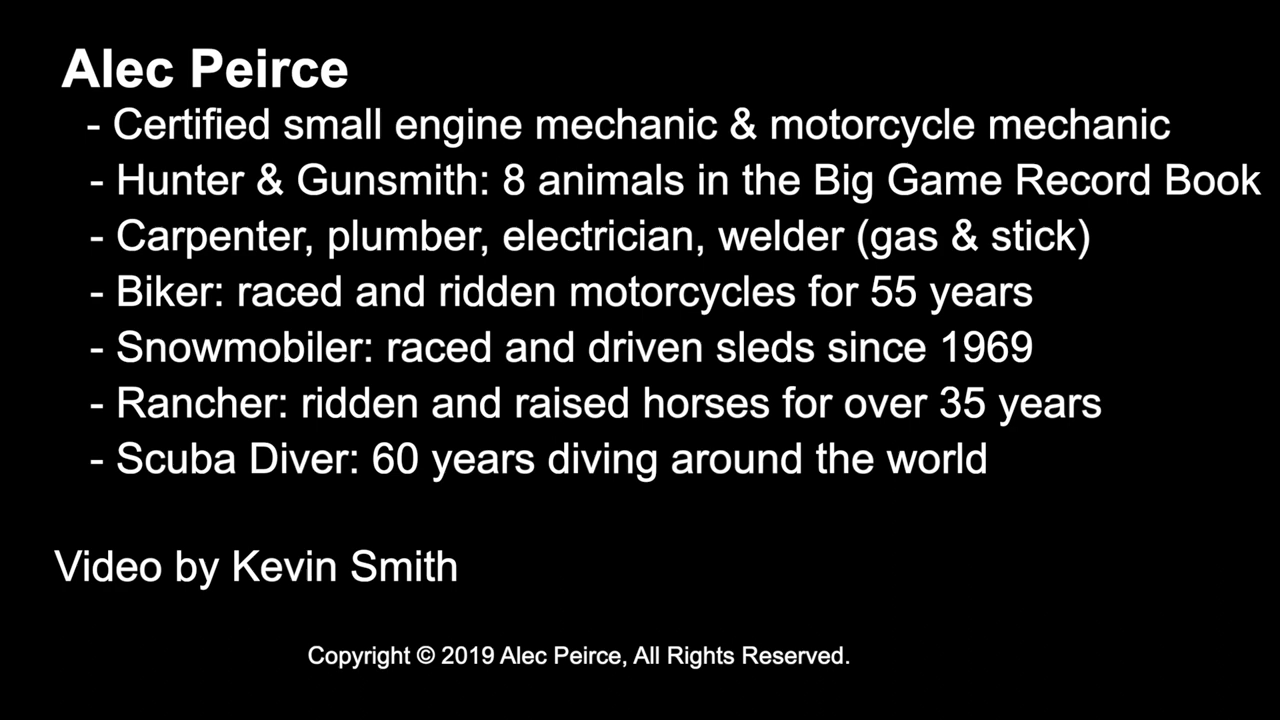 Alec Peirce
- Certified small engine mechanic & motorcycle mechanic
- Hunter & Gunsmith: 8 animals in the Big Game Record Book
- Carpenter, plumber, electrician, welder (gas & stick)
- Biker: raced and ridden motorcycles for 55 years
- Snowmobiler: raced and driven sleds since 1969
- Rancher: ridden and raised horses for over 35 years
- Scuba Diver: 60 years diving around the world
Video by Kevin Smith
Copyright © 2019 Alec Peirce, All Rights Reserved.